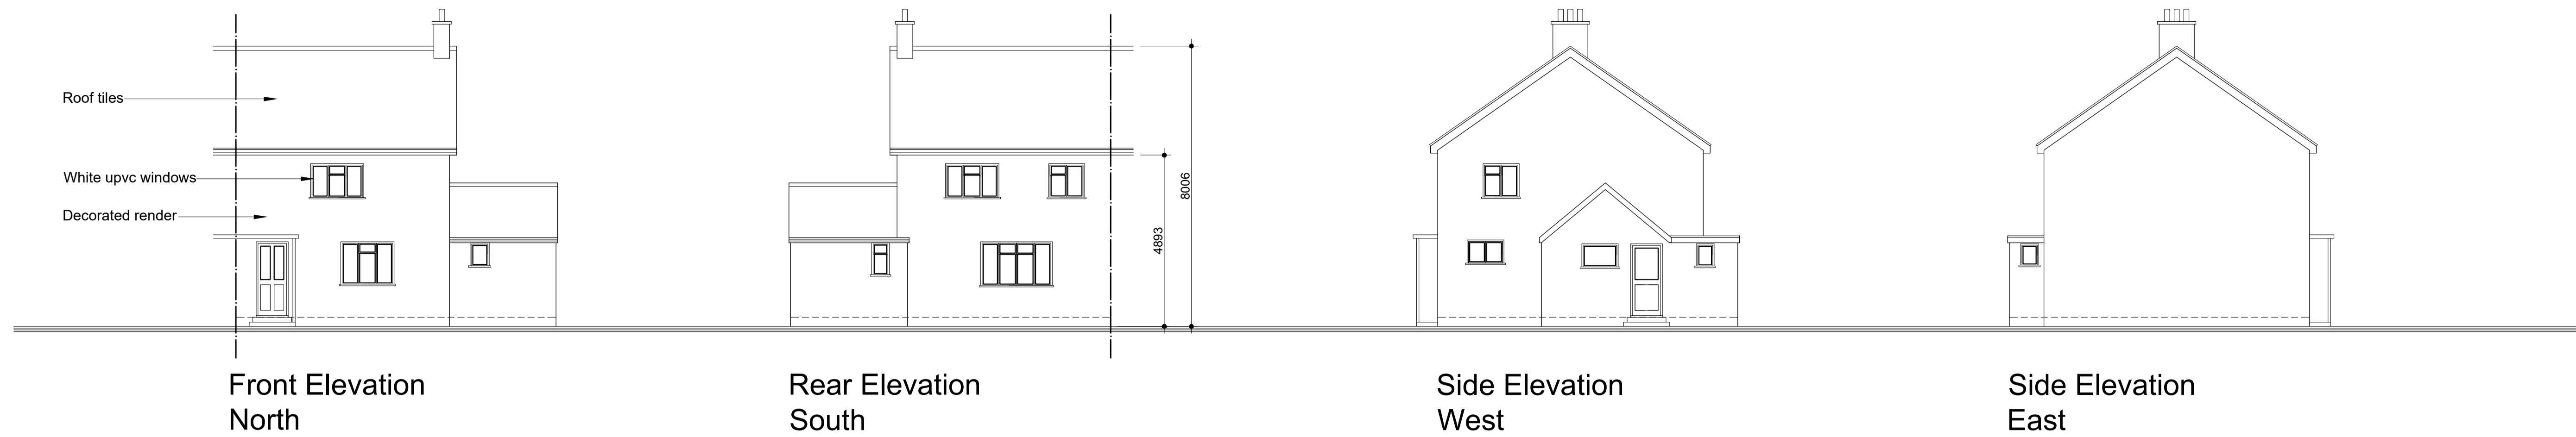 Roof tiles
White upvc windows
Decorated render
8006
4893
Front Elevation
North
Rear Elevation
South
Side Elevation
West
Side Elevation
East